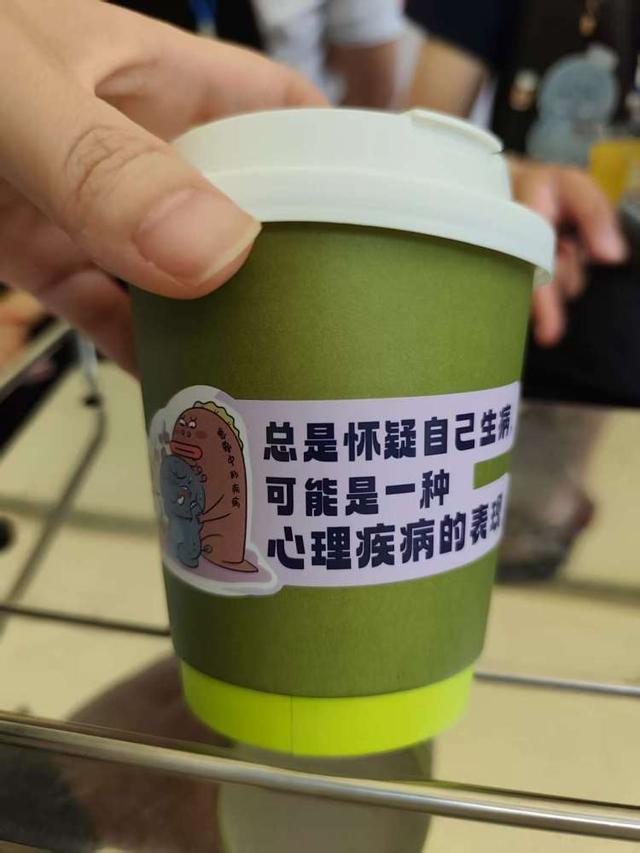 总是怀疑自己生病,
可能是一种
心理疾病的表现